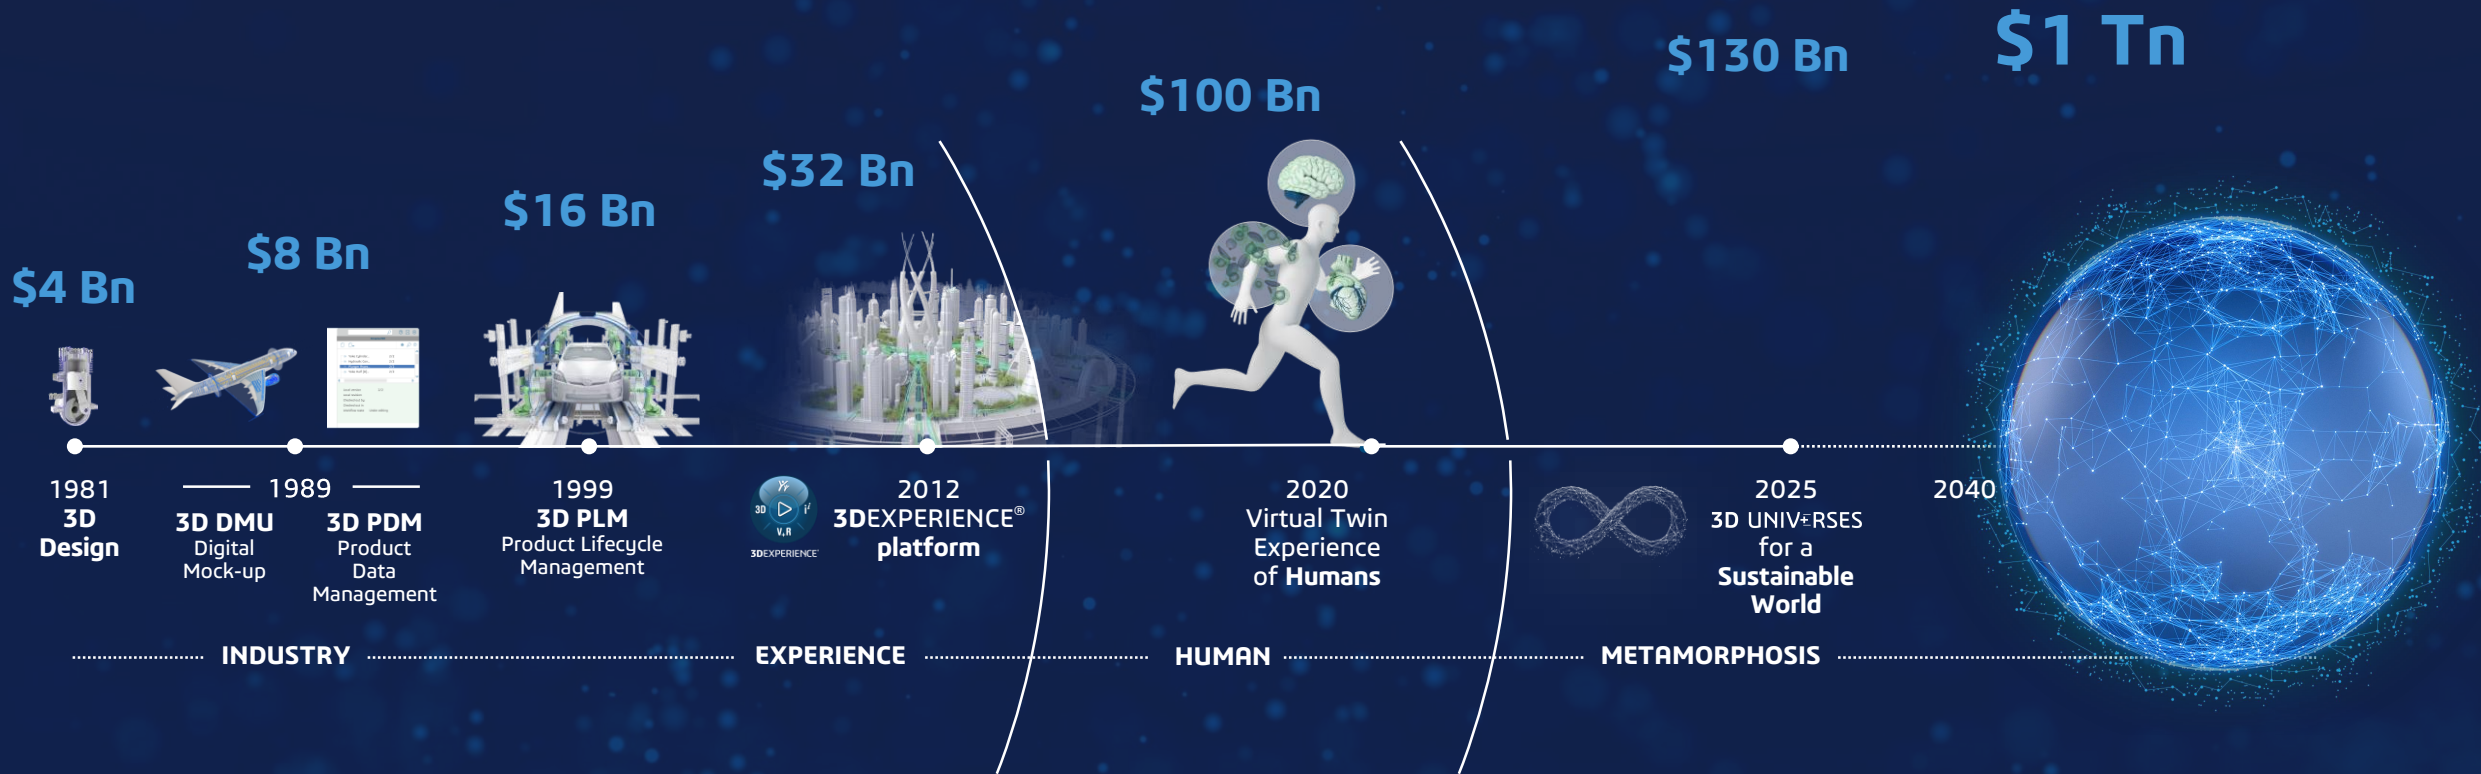 $4 Bn
$8 Bn
$16 Bn
$32 Bn
$100 Bn
$130 Bn
$1 Tn
1981
3D
Design
1989
3D DMU
Digital
Mock-up
3D PDM
Product
Data
Management
1999
3D PLM
Product Lifecycle
Management
3D
V,R
3DEXPERIENCE
2012
3DEXPERIENCE®
platform
2020
Virtual Twin
Experience
of Humans
2025
3D UNIV+RSES
for a
Sustainable
World
2040
INDUSTRY
EXPERIENCE
HUMAN
METAMORPHOSIS